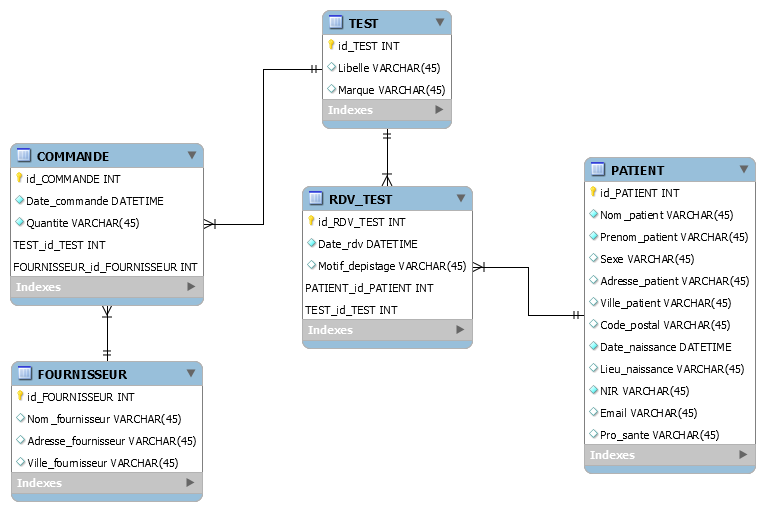 TEST
id_TEST INT
Libelle VARCHAR(45)
Marque VARCHAR(45)
Indexes
COMMANDE
id_COMMANDE INT
Date_commande DATETIME
Quantite VARCHAR(45)
TEST_id_TEST INT
FOURNISSEUR_id_FOURNISSEUR INT
Indexes
RDV_TEST
id_RDV_TEST INT
Date_rdv DATETIME
Motif_depistage VARCHAR(45)
PATIENT_id_PATIENT INT
TEST_id_TEST INT
Indexes
PATIENT
id_PATIENT INT
Nom_patient VARCHAR(45)
Prenom_patient VARCHAR(45)
Sexe VARCHAR(45)
Adresse_patient VARCHAR(45)
Ville_patient VARCHAR(45)
Code_postal VARCHAR(45)
Date_naissance DATETIME
Lieu_naissance VARCHAR(45)
NIR VARCHAR(45)
Email VARCHAR(45)
Pro_sante VARCHAR(45)
Indexes
FOURNISSEUR
id_FOURNISSEUR INT
Nom_fournisseur VARCHAR(45)
Adresse_fournisseur VARCHAR(45)
Ville_fournisseur VARCHAR(45)
Indexes